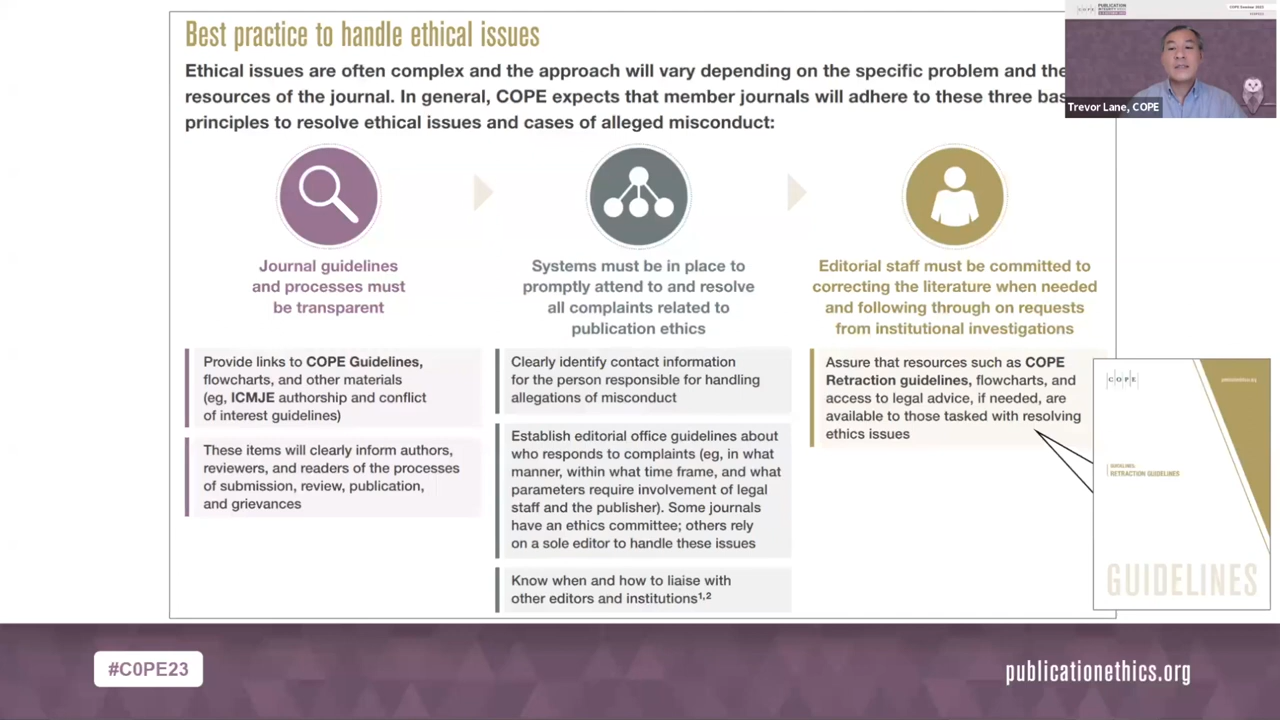 Best practice to handle ethical issues
Ethical issues are often complex and the approach will vary depending on the specific problem and the
resources of the journal. In general, COPE expects that member journals will adhere to these three bas
principles to resolve ethical issues and cases of alleged misconduct:
COPE
PUBLICATION
INTEGRITY
COPE Seminar 2023
Trevor Lane, COPE
Journal guidelines
and processes must
be transparent
Provide links to COPE Guidelines,
flowcharts, and other materials
(eg, ICMJE authorship and conflict
of interest guidelines)
These items will clearly inform authors,
reviewers, and readers of the processes
of submission, review, publication,
and grievances
Systems must be in place to
promptly attend to and resolve
all complaints related to
publication ethics
Clearly identify contact information
for the person responsible for handling
allegations of misconduct
Establish editorial office guidelines about
who responds to complaints (eg, in what
manner, within what time frame, and what
parameters require involvement of legal
staff and the publisher). Some journals
have an ethics committee; others rely
on a sole editor to handle these issues
Know when and how to liaise with
other editors and institutions1,2
Editorial staff must be committed to
correcting the literature when needed
and following through on requests
from institutional investigations
Assure that resources such as COPE
Retraction guidelines, flowcharts, and
access to legal advice, if needed, are
available to those tasked with resolving
ethics issues
COPE
publicationethics.org
GUIDELINES
RETRACTION GUIDELINES
GUIDELINES
#C0PE23
publicationethics.org